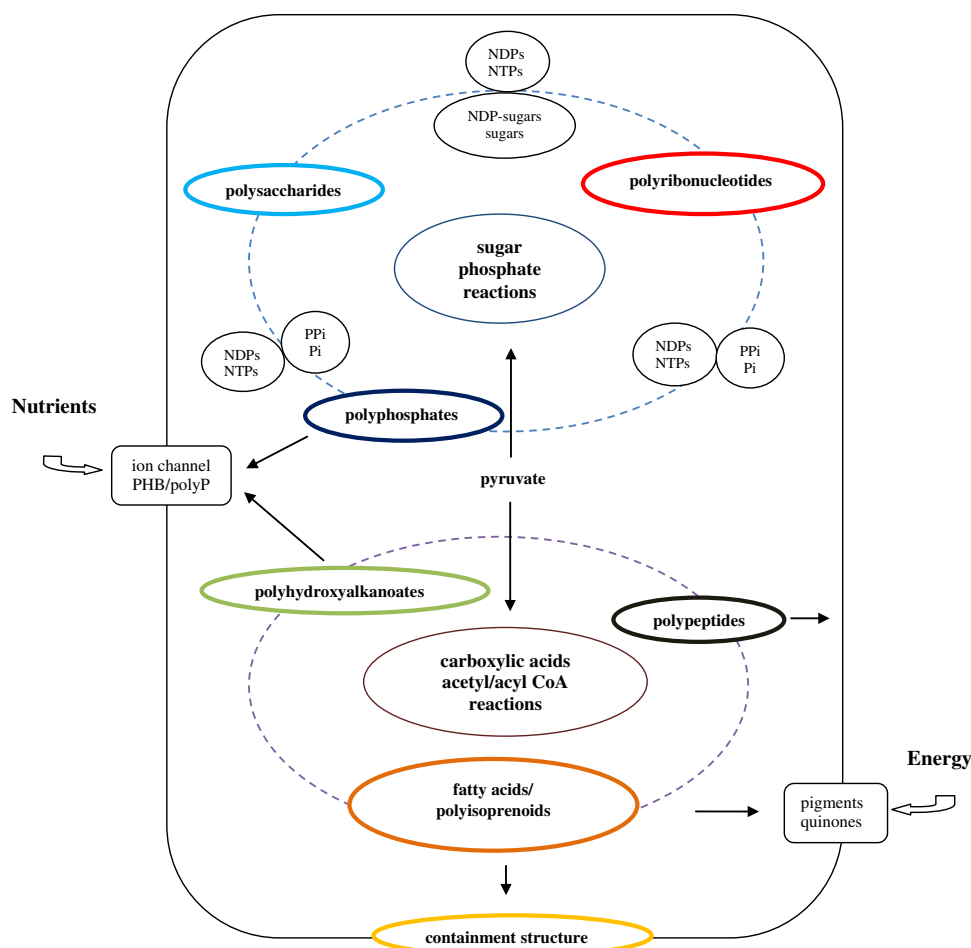 NDPs
NTPs
NDP-sugars
sugars
polysaccharides
polyribonucleotides
sugar
phosphate
reactions
PPi
Pi
NDPs
NTPs
NDPs
NTPs
PPi
Pi
Nutrients
polyphosphates
ion channel
PHB/polyP
pyruvate
polyhydroxyalkanoates
polypeptides
carboxylic acids
acetyl/acyl CoA
reactions
Energy
fatty acids/
polyisoprenoids
pigments
quinones
containment structure